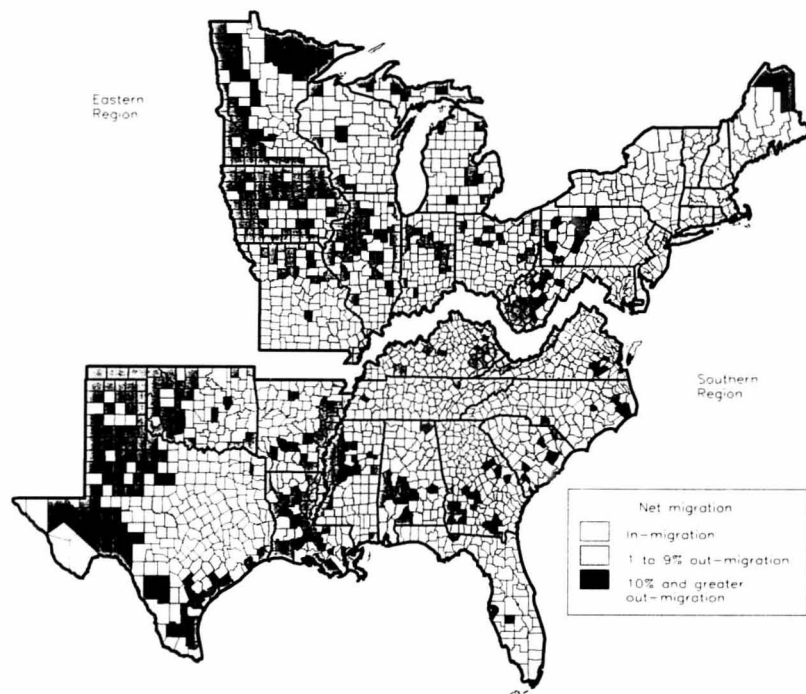 Eastern
Region
Southern
Region
Net migration
In-migration
1 to 9% out-migration
10% and greater
out-migration